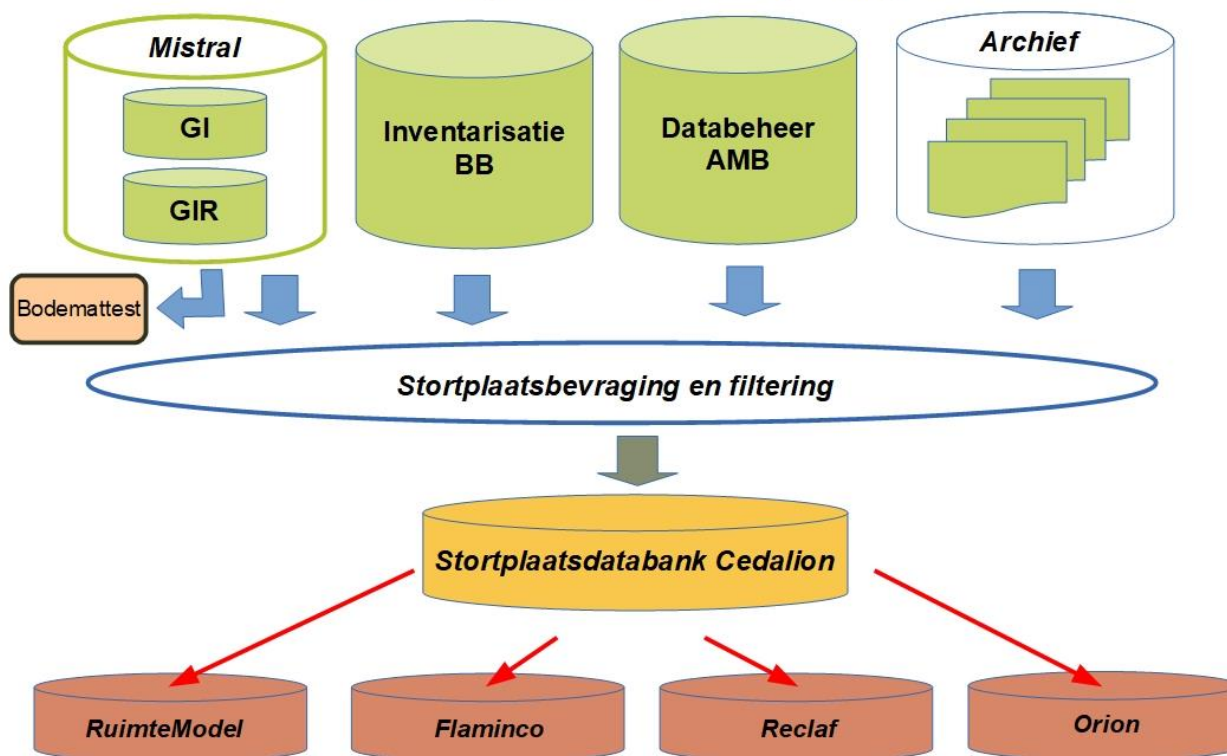 Mistral
GI
GIR
Inventarisatie
BB
Databeheer
AMB
Archief
Bodemattest
Stortplaatsbevraging en filtering
Stortplaatsdatabank Cedalion
RuimteModel
Flaminco
Reclaf
Orion